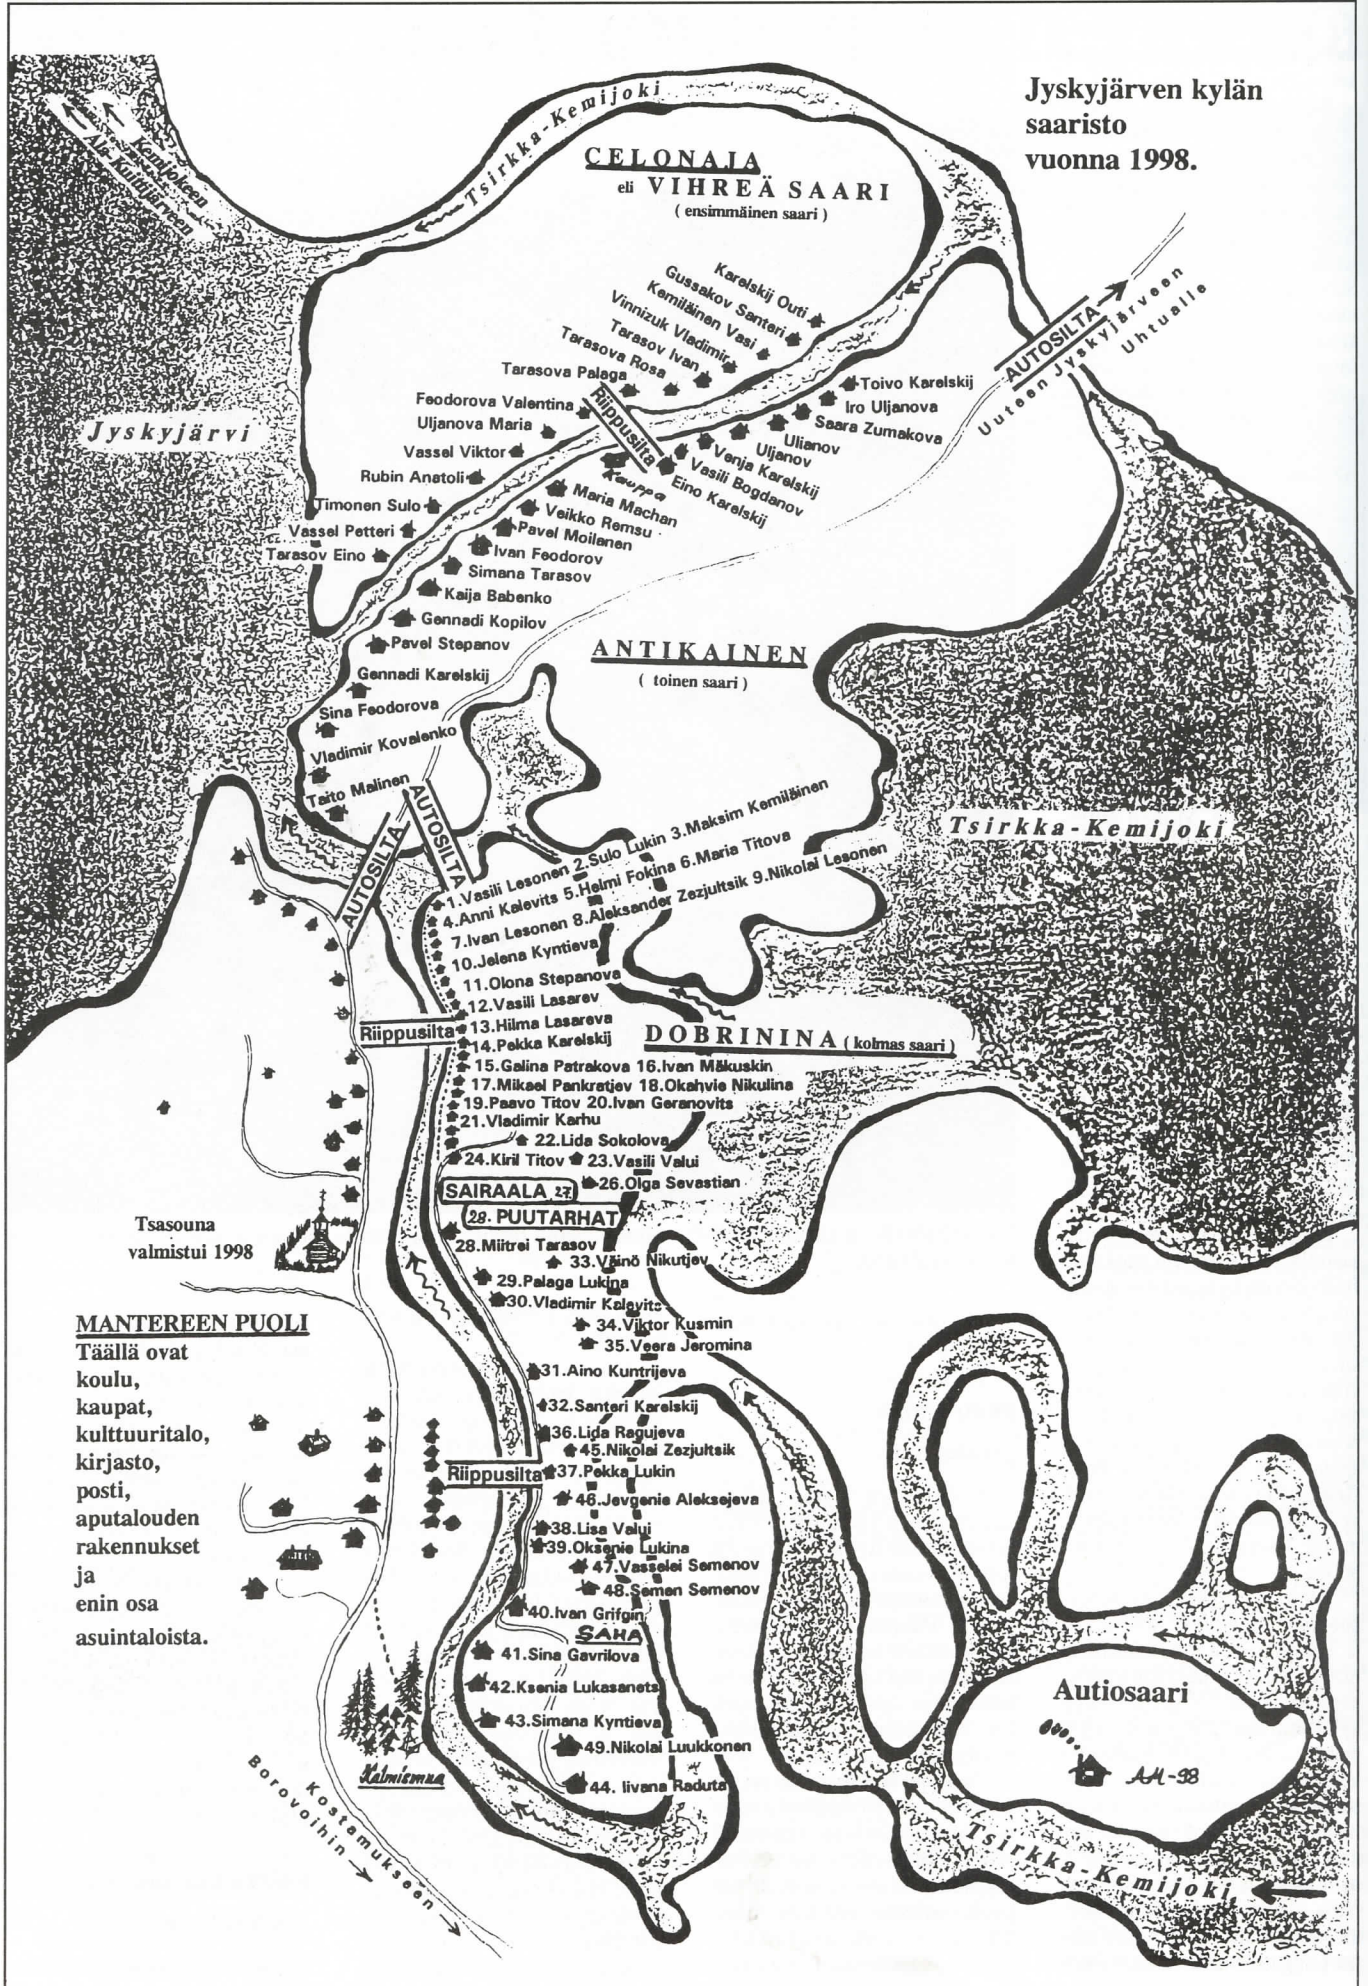 Jyskyjärven kylän
saaristo
vuonna 1998.
Kemijokeen
Ala-Kuittijärveen
Tsirkka-Kemijoki
CELONAJA
eli VIHREÄ SAARI
( ensimmäinen saari )
Karelskij Outi
Gussakov Santeri
Kemiläinen Vasi
Vinnizuk Vladimir
Tarasov Ivan
Tarasova Rosa
Tarasova Palaga
Feodorova Valentina
Uljanova Maria
Vassel Viktor
Rubin Anatoli
Timonen Sulo
Vassel Petteri
Tarasov Eino
Jyskyjärvi
Riippusilta
Kauppa
AUTOSILTA
Uuteen Jyskyjärveen
Uhtualle
Toivo Karelskij
Iro Uljanova
Saara Zumakova
Ulianov
Uljanov
Venja Karelskij
Vasili Bogdanov
Eino Karelskij
Maria Machan
Veikko Remsu
Pavel Moilanen
Ivan Feodorov
Simana Tarasov
Kaija Babenko
Gennadi Kopilov
Pavel Stepanov
Gennadi Karelskij
Sina Feodorova
Vladimir Kovalenko
Taito Malinen
ANTIKAINEN
( toinen saari )
AUTOSILTA
AUTOSILTA
Tsirkka-Kemijoki
1.Vasili Lesonen 2.Sulo Lukin 3.Maksim Kemiläinen
4.Anni Kalevits 5.Helmi Fokina 6.Maria Titova
7.Ivan Lesonen 8.Aleksander Zezjultsik 9.Nikolai Lesonen
10.Jelena Kyntieva
11.Olona Stepanova
12.Vasili Lasarev
Riippusilta
13.Hilma Lasareva
14.Pekka Karelskij
DOBRININA ( kolmas saari )
15.Galina Patrakova 16.Ivan Mäkuskin
17.Mikael Pankratjev 18.Okahvie Nikulina
19.Paavo Titov 20.Ivan Geranovits
21.Vladimir Karhu
22.Lida Sokolova
24.Kiril Titov 23.Vasili Valui
26.Olga Sevastian
SAIRAALA 27.
28. PUUTARHAT
28.Miitrei Tarasov
33.Väinö Nikutjev
29.Palaga Lukina
30.Vladimir Kalevits
34.Viktor Kusmin
35.Veera Jeromina
31.Aino Kuntrijeva
32.Santeri Karelskij
36.Lida Ragujeva
45.Nikolai Zezjultsik
Riippusilta
37.Pekka Lukin
46.Jevgenie Aleksejeva
38.Lisa Valui
39.Oksenie Lukina
47.Vasselei Semenov
48.Semen Semenov
40.Ivan Grifgin
SAHA
41.Sina Gavrilova
42.Ksenia Lukasanets
43.Simana Kyntieva
49.Nikolai Luukkonen
44. Iivana Raduta
Tsasouna
valmistui 1998
MANTEREEN PUOLI
Täällä ovat
koulu,
kaupat,
kulttuuritalo,
kirjasto,
posti,
aputalouden
rakennukset
ja
enin osa
asuintaloista.
Kalmismua
Kostamukseen
Borovoihin
Autiosaari
AM-98
Tsirkka-Kemijoki